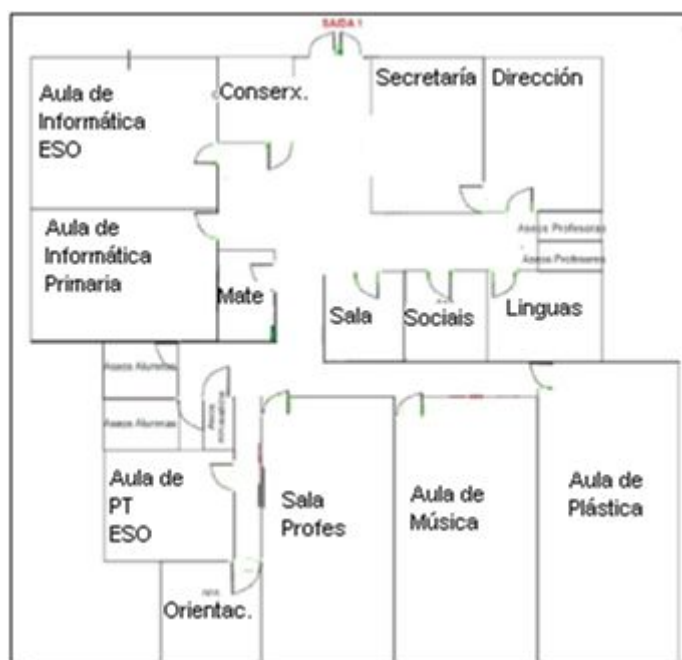 SAIDA 1
Aula de
Informática
ESO
Conserx.
Secretaría
Dirección
Aula de
Informática
Primaria
Aseos Profesoras
Aseos Profesores
Mate
Sala
Sociais
Linguas
Aseos Alumnas
Aseos Alumnas
Aula de
PT
ESO
Sala
Profes
Aula de
Música
Aula de
Plástica
Orientac.